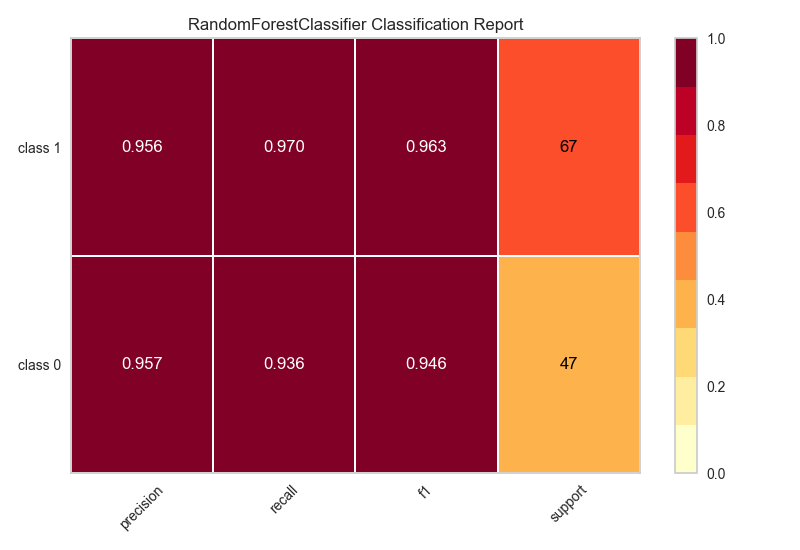 RandomForestClassifier Classification Report
class 1
0.956
0.970
0.963
67
class 0
0.957
0.936
0.946
47
precision
recall
f1
support
1.0
0.8
0.6
0.4
0.2
0.0